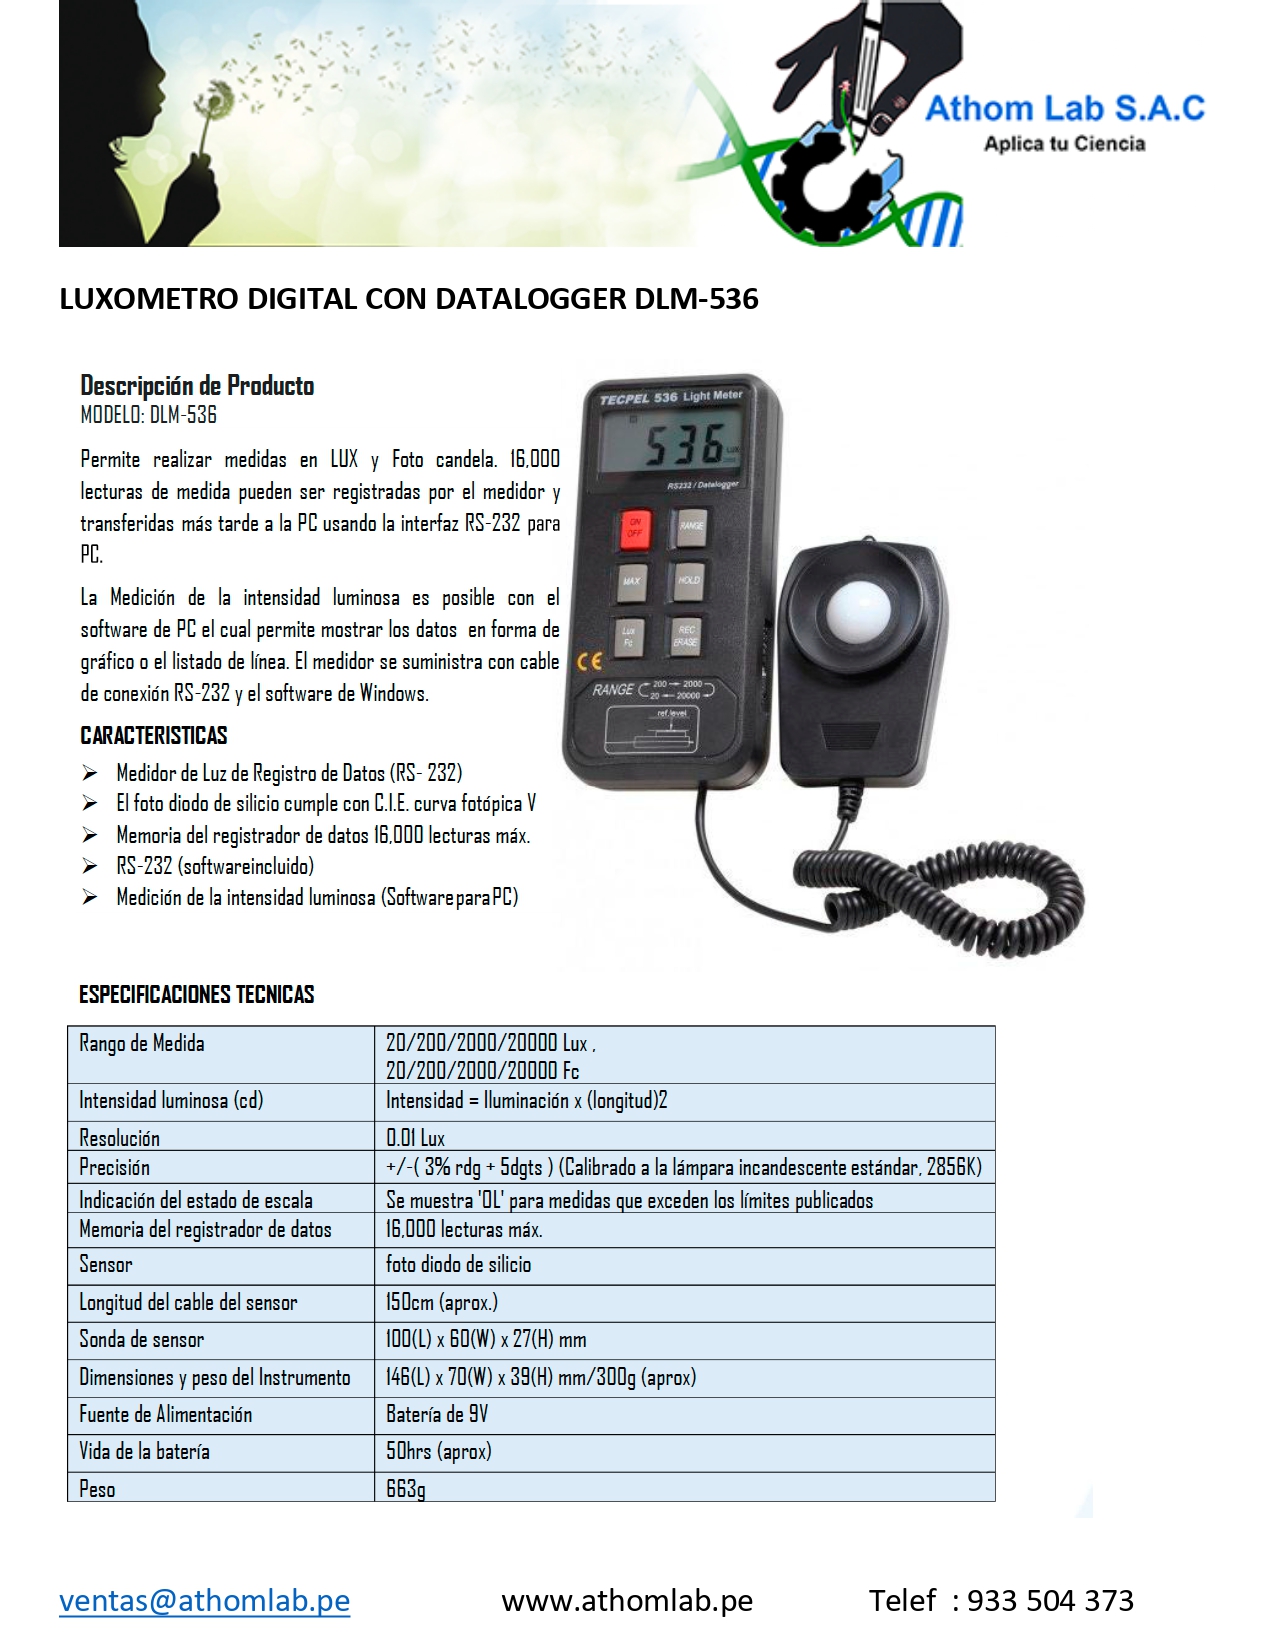 Athom Lab S.A.C
Aplica tu Ciencia
LUXOMETRO DIGITAL CON DATALOGGER DLM-536
Descripción de Producto
MODELO: DLM-536
Permite realizar medidas en LUX y Foto candela. 16,000
lecturas de medida pueden ser registradas por el medidor y
transferidas más tarde a la PC usando la interfaz RS-232 para
PC.
La Medición de la intensidad luminosa es posible con el
software de PC el cual permite mostrar los datos en forma de
gráfico o el listado de línea. El medidor se suministra con cable
de conexión RS-232 y el software de Windows.
CARACTERISTICAS
➢ Medidor de Luz de Registro de Datos (RS- 232)
➢ El foto diodo de silicio cumple con C.I.E. curva fotópica V
➢ Memoria del registrador de datos 16,000 lecturas máx.
➢ RS-232 (softwareincluido)
➢ Medición de la intensidad luminosa (Software para PC)
TECPEL 536 Light Meter
536 Lux
RS232 / Datalogger
ON OFF
RANGE
MAX
HOLD
Lux Fc
REC ERASE
CE
RANGE 200 2000
20 20000
ref.level
ESPECIFICACIONES TECNICAS
Rango de Medida 20/200/2000/20000 Lux ,
20/200/2000/20000 Fc
Intensidad luminosa (cd) Intensidad = Iluminación x (longitud)2
Resolución 0.01 Lux
Precisión +/-( 3% rdg + 5dgts ) (Calibrado a la lámpara incandescente estándar, 2856K)
Indicación del estado de escala Se muestra 'OL' para medidas que exceden los límites publicados
Memoria del registrador de datos 16,000 lecturas máx.
Sensor foto diodo de silicio
Longitud del cable del sensor 150cm (aprox.)
Sonda de sensor 100(L) x 60(W) x 27(H) mm
Dimensiones y peso del Instrumento 146(L) x 70(W) x 39(H) mm/300g (aprox)
Fuente de Alimentación Batería de 9V
Vida de la batería 50hrs (aprox)
Peso 663g
ventas@athomlab.pe www.athomlab.pe Telef : 933 504 373